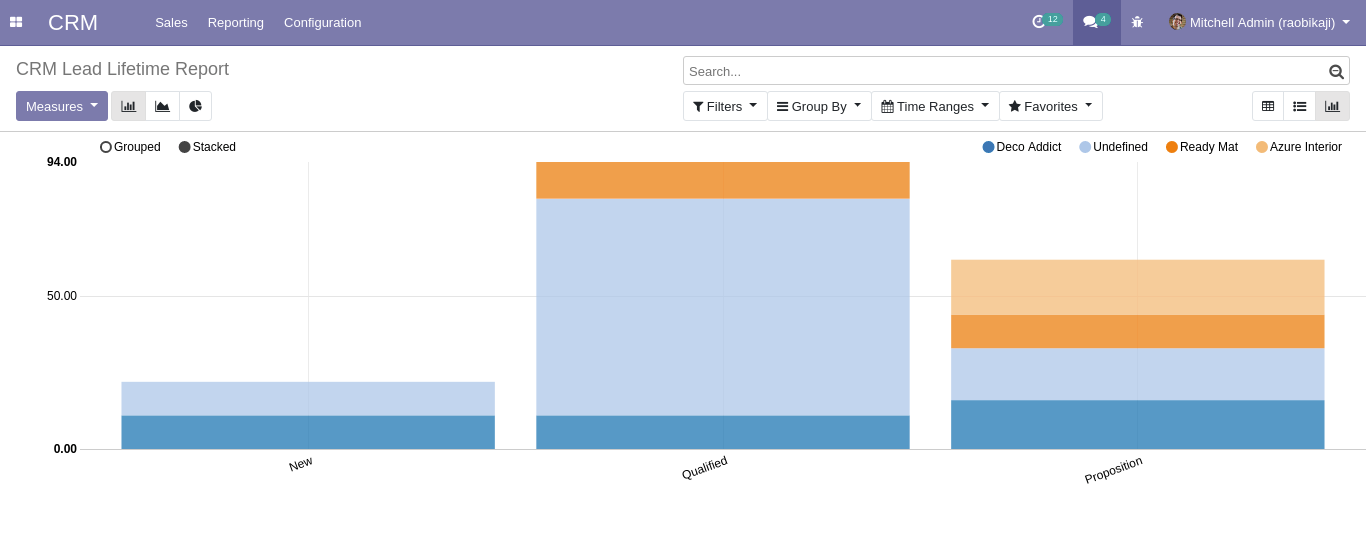 CRM Sales Reporting Configuration 12 4 Mitchell Admin (raobikaji)
CRM Lead Lifetime Report
Search...
Measures Filters Group By Time Ranges Favorites
Grouped Stacked Deco Addict Undefined Ready Mat Azure Interior
94.00
50.00
0.00
New Qualified Proposition